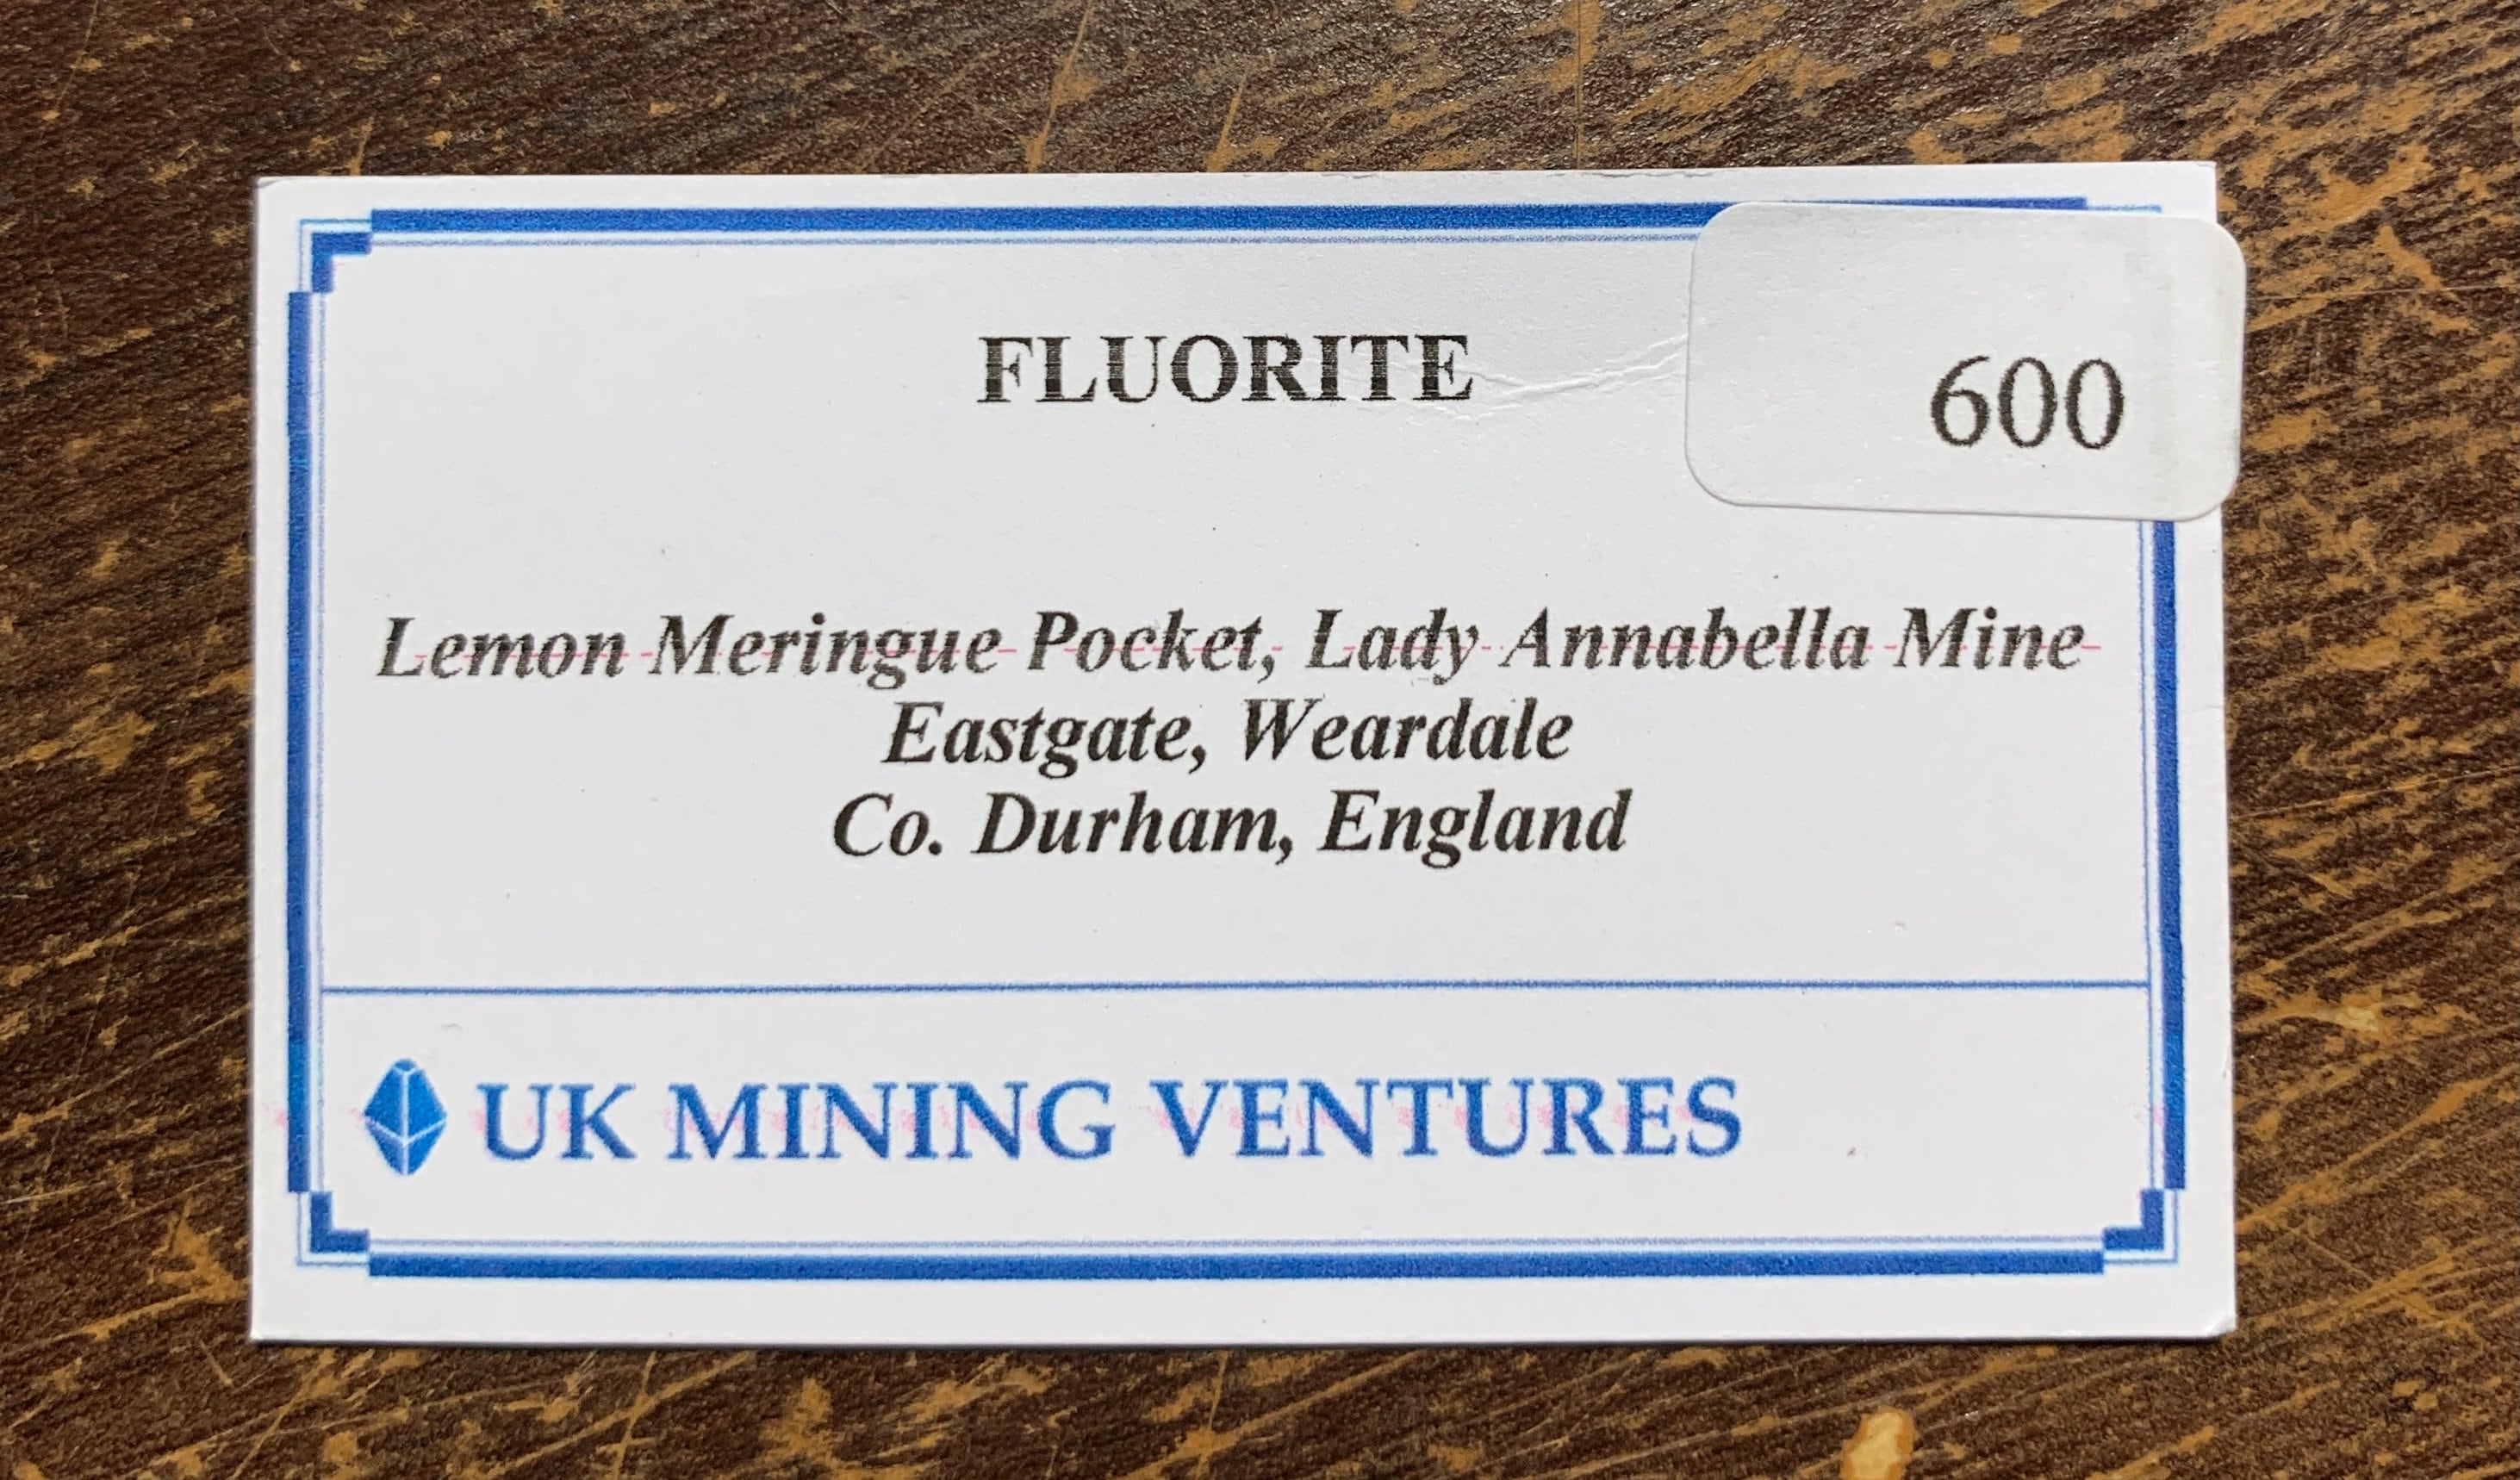 FLUORITE
600
Lemon Meringue Pocket, Lady Annabella Mine
Eastgate, Weardale
Co. Durham, England
UK MINING VENTURES